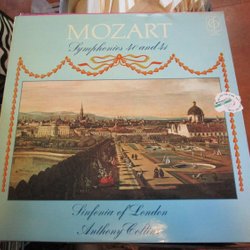 MOZART
Symphonies 40 and 41
Sinfonia of London
Anthony Collins